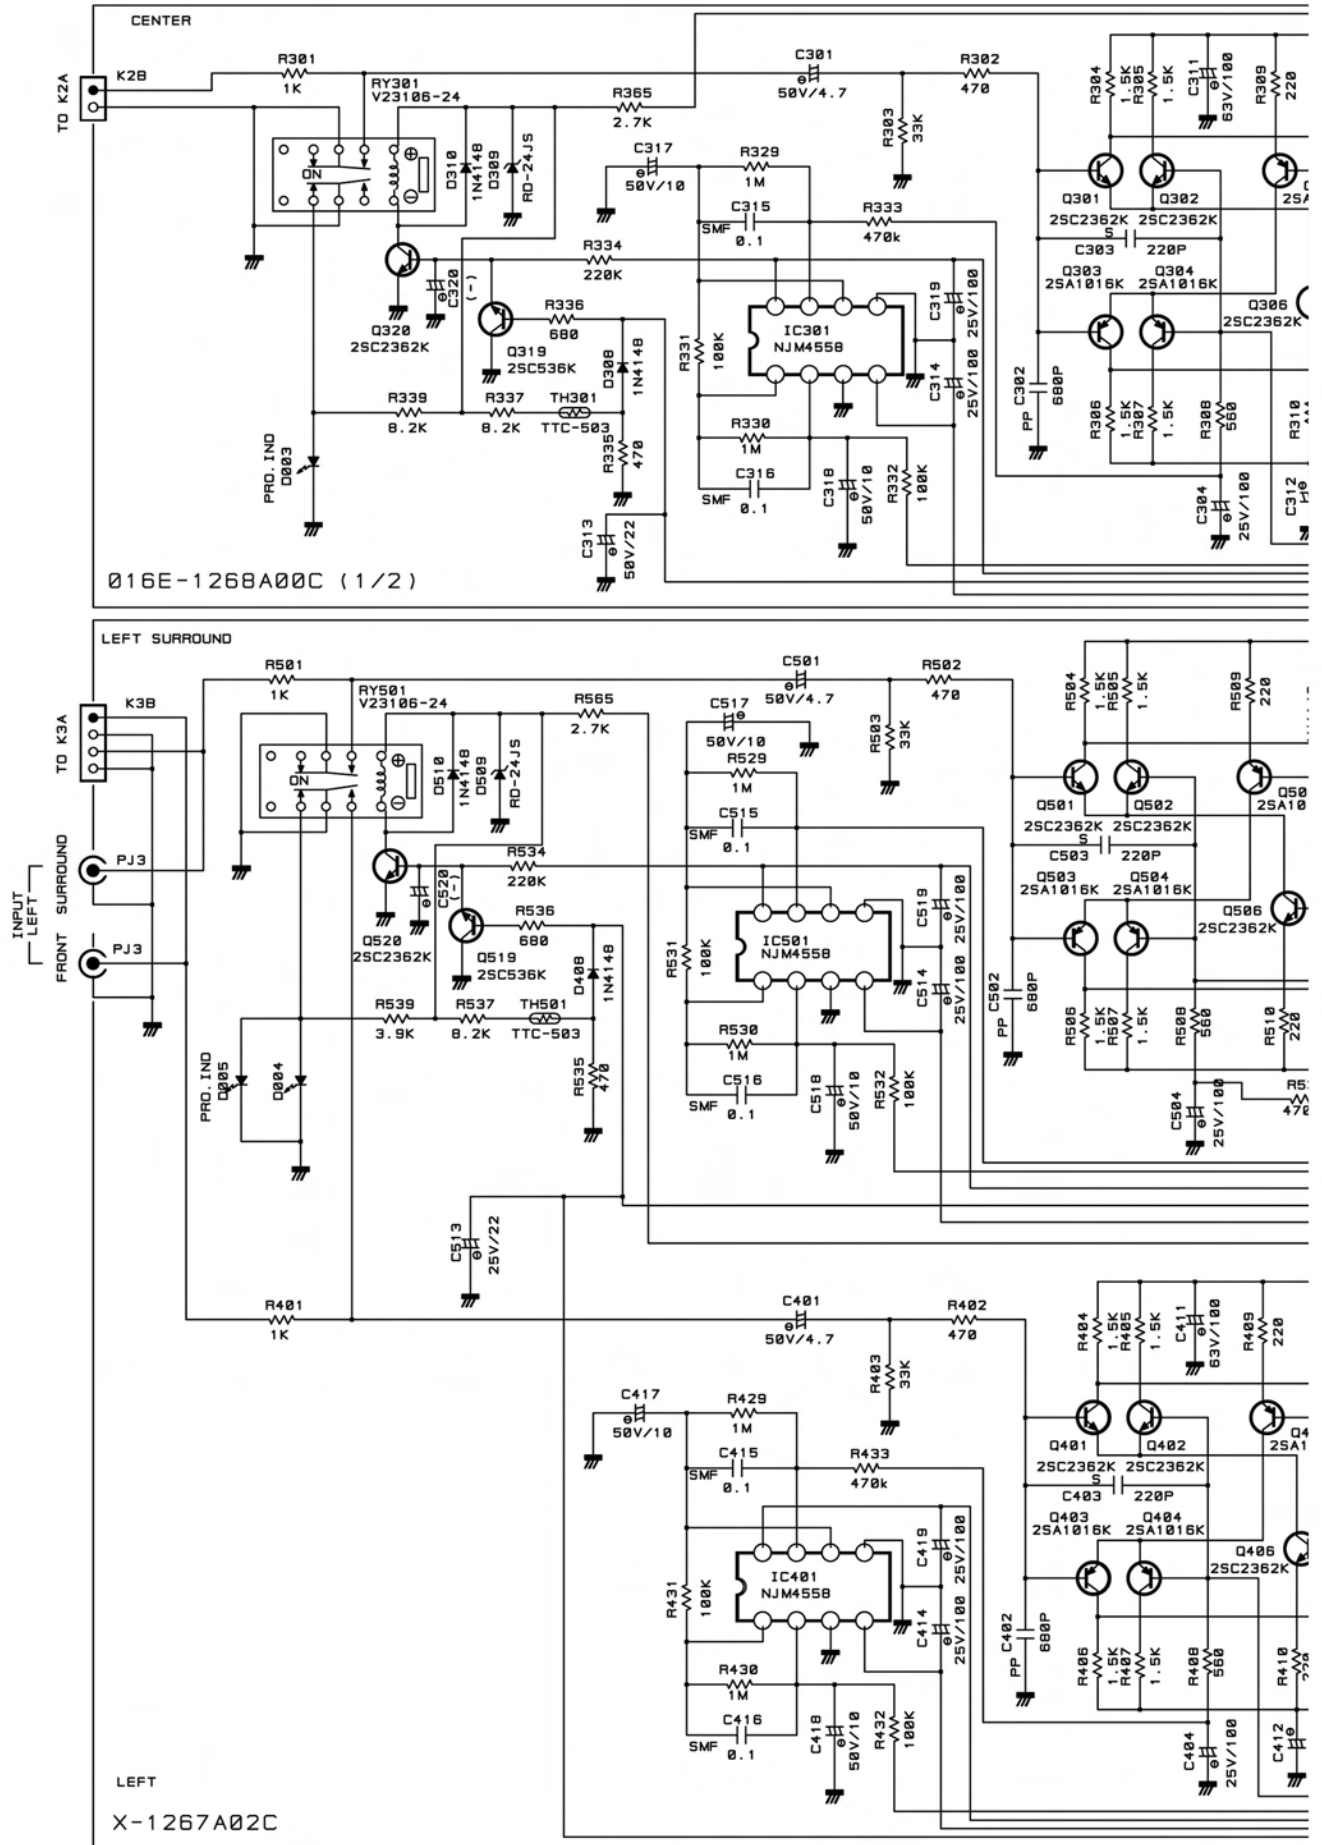 CENTER
TO K2A
K2B
R301
1K
RY301
V23106-24
R365
2.7K
C301
50V/4.7
R302
470
R303
33K
R304
1.5K
R305
1.5K
C311
63V/100
R309
220
ON
D310
1N4148
D309
RD-24JS
C317
50V/10
R329
1M
C315
SMF
0.1
R333
470k
Q301
2SC2362K
Q302
2SC2362K
S
C303
220P
Q303
2SA1016K
Q304
2SA1016K
Q306
2SC2362K
R334
220K
C320
(-)
R336
680
Q320
2SC2362K
Q319
2SC536K
D308
1N4148
R331
100K
IC301
NJM4558
C319
25V/100
C314
25V/100
C302
680P
PP
R306
1.5K
R307
1.5K
R308
560
R310
R339
8.2K
R337
8.2K
TH301
TTC-503
R335
470
R330
1M
C316
SMF
0.1
C318
50V/10
R332
100K
C304
25V/100
C312
PRO.IND
D003
C313
50V/22
016E-1268A00C (1/2)
LEFT SURROUND
TO K3A
K3B
R501
1K
RY501
V23106-24
R565
2.7K
C501
50V/4.7
R502
470
R503
33K
R504
1.5K
R505
1.5K
R509
220
C517
50V/10
R529
1M
C515
SMF
0.1
ON
D510
1N4148
D509
RD-24JS
Q501
2SC2362K
Q502
2SC2362K
Q50
2SA10
S
C503
220P
Q503
2SA1016K
Q504
2SA1016K
Q506
2SC2362K
INPUT
LEFT
SURROUND
FRONT
PJ3
PJ3
R534
220K
C520
(-)
R536
680
Q520
2SC2362K
Q519
2SC536K
D408
1N4148
R531
100K
IC501
NJM4558
C519
25V/100
C514
25V/100
C502
680P
PP
R506
1.5K
R507
1.5K
R508
560
R510
220
R539
3.9K
R537
8.2K
TH501
TTC-503
R535
470
R530
1M
C516
SMF
0.1
C518
50V/10
R532
100K
C504
25V/100
R53
470
PRO.IND
D005
D004
C513
25V/22
R401
1K
C401
50V/4.7
R402
470
R403
33K
R404
1.5K
R405
1.5K
C411
63V/100
R409
220
C417
50V/10
R429
1M
C415
SMF
0.1
R433
470k
Q401
2SC2362K
Q402
2SC2362K
Q4
2SA1
S
C403
220P
Q403
2SA1016K
Q404
2SA1016K
Q406
2SC2362K
R431
100K
IC401
NJM4558
C419
25V/100
C414
25V/100
C402
680P
PP
R406
1.5K
R407
1.5K
R408
560
R410
220
R430
1M
C416
SMF
0.1
C418
50V/10
R432
100K
C404
25V/100
C412
LEFT
X-1267A02C